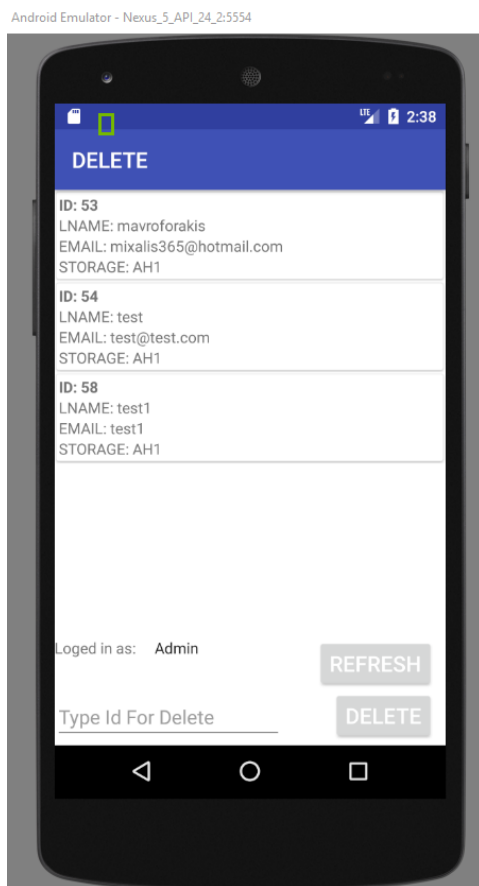 Android Emulator - Nexus_5_API_24_2:5554
LTE 2:38
DELETE
ID: 53
LNAME: mavroforakis
EMAIL: mixalis365@hotmail.com
STORAGE: AH1
ID: 54
LNAME: test
EMAIL: test@test.com
STORAGE: AH1
ID: 58
LNAME: test1
EMAIL: test1
STORAGE: AH1
Loged in as: Admin
REFRESH
Type Id For Delete
DELETE